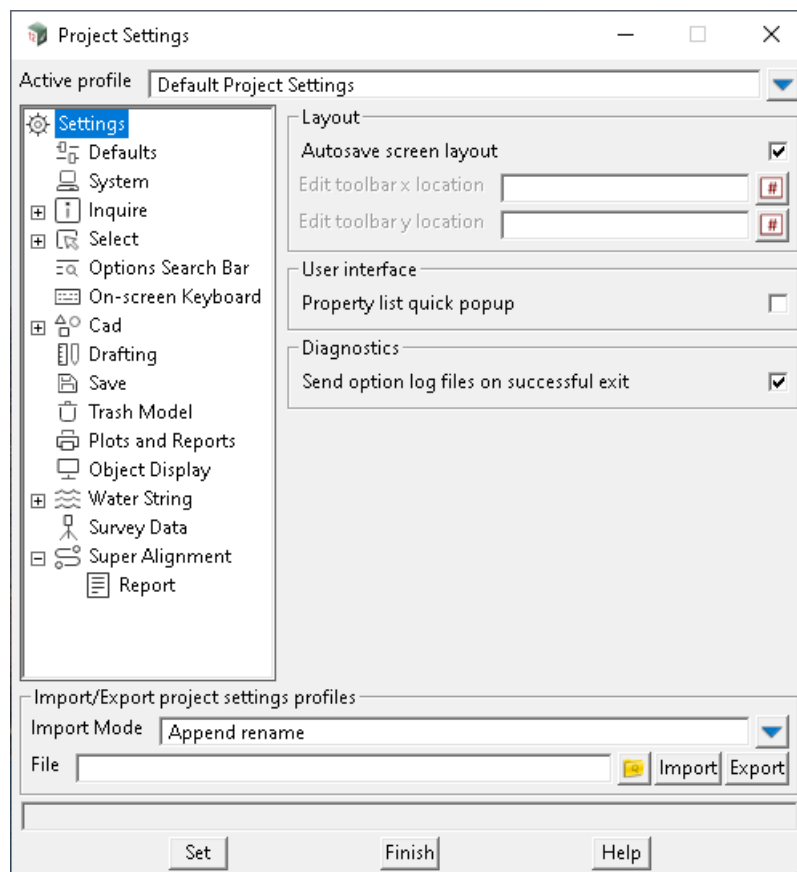 Project Settings
Active profile Default Project Settings
Settings
Defaults
System
Inquire
Select
Options Search Bar
On-screen Keyboard
Cad
Drafting
Save
Trash Model
Plots and Reports
Object Display
Water String
Survey Data
Super Alignment
Report
Layout
Autosave screen layout
Edit toolbar x location
Edit toolbar y location
User interface
Property list quick popup
Diagnostics
Send option log files on successful exit
Import/Export project settings profiles
Import Mode Append rename
File Import Export
Set Finish Help